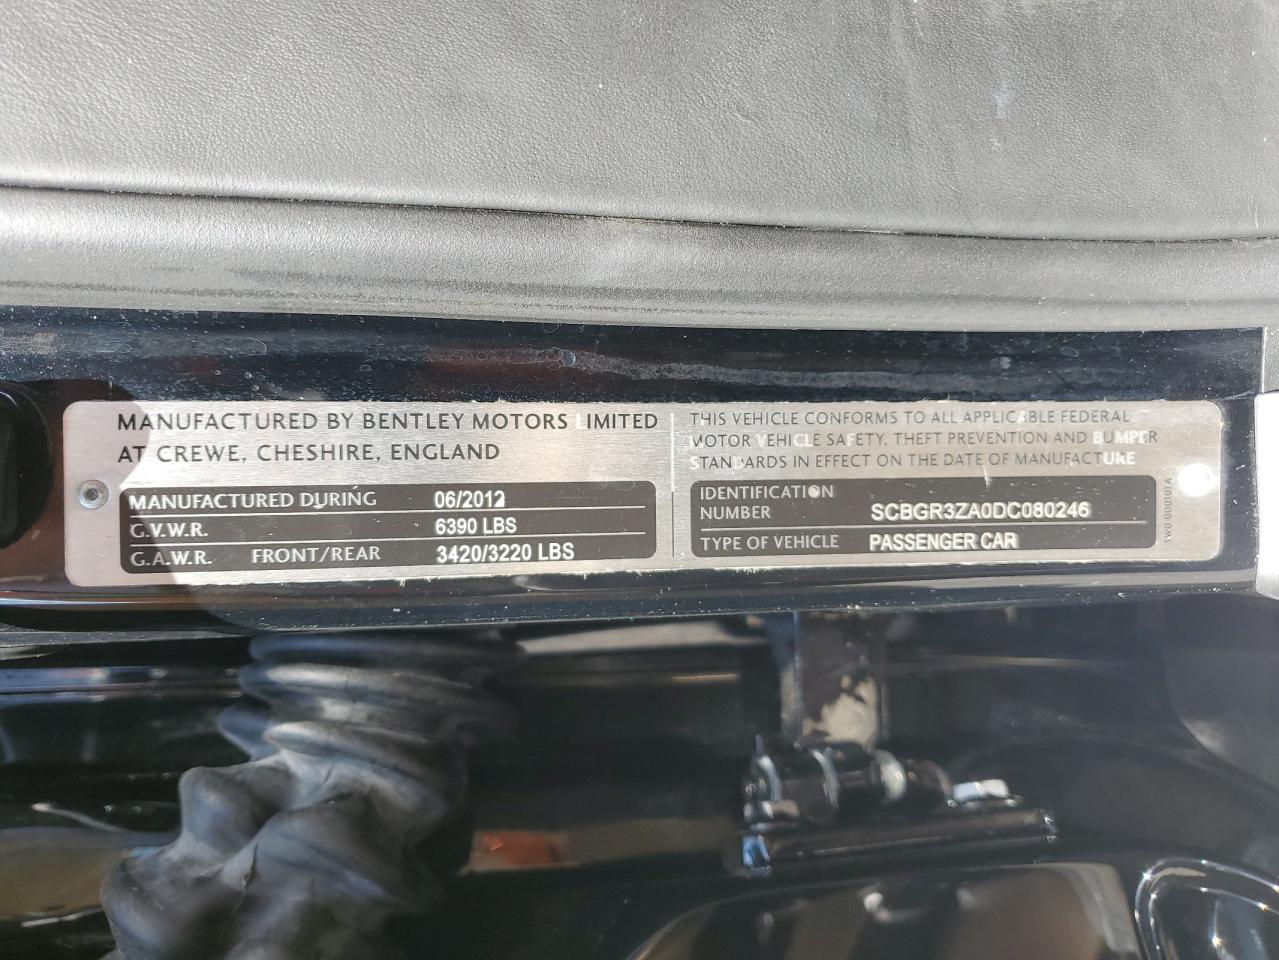 MANUFACTURED BY BENTLEY MOTORS LIMITED
AT CREWE, CHESHIRE, ENGLAND
MANUFACTURED DURING 06/2012
G.V.W.R. 6390 LBS
G.A.W.R. FRONT/REAR 3420/3220 LBS
THIS VEHICLE CONFORMS TO ALL APPLICABLE FEDERAL
MOTOR VEHICLE SAFETY, THEFT PREVENTION AND BUMPER
STANDARDS IN EFFECT ON THE DATE OF MANUFACTURE
IDENTIFICATION
NUMBER SCBGR3ZA0DC080246
TYPE OF VEHICLE PASSENGER CAR